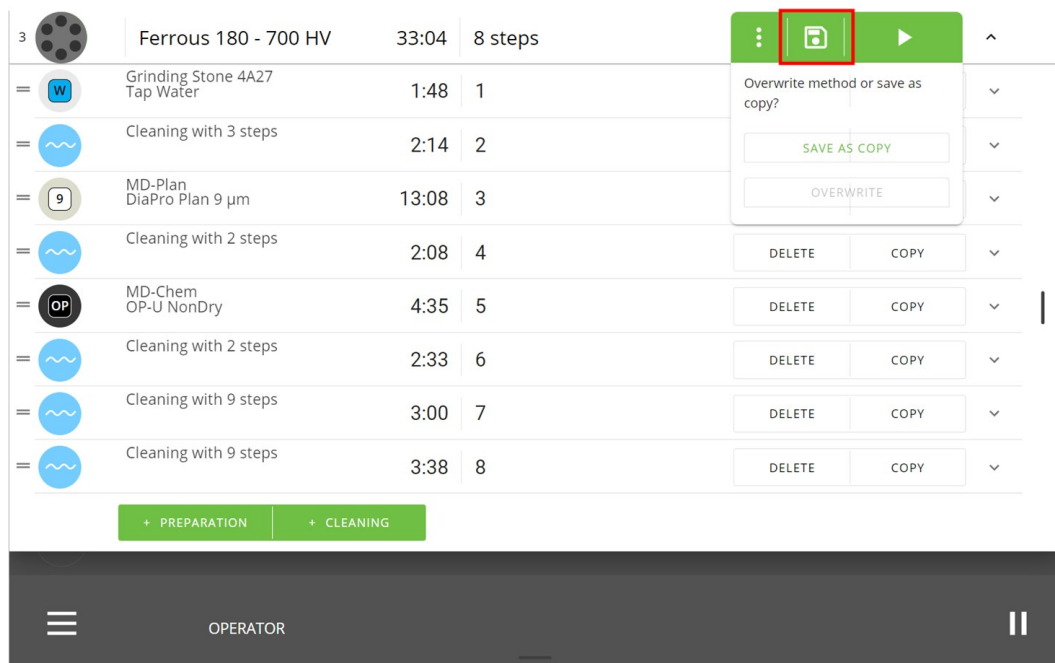 3 Ferrous 180 - 700 HV 33:04 8 steps
Overwrite method or save as
copy?
SAVE AS COPY
OVERWRITE
W Grinding Stone 4A27
Tap Water 1:48 1
Cleaning with 3 steps 2:14 2
9 MD-Plan
DiaPro Plan 9 µm 13:08 3
Cleaning with 2 steps 2:08 4 DELETE COPY
OP MD-Chem
OP-U NonDry 4:35 5 DELETE COPY
Cleaning with 2 steps 2:33 6 DELETE COPY
Cleaning with 9 steps 3:00 7 DELETE COPY
Cleaning with 9 steps 3:38 8 DELETE COPY
+ PREPARATION + CLEANING
OPERATOR